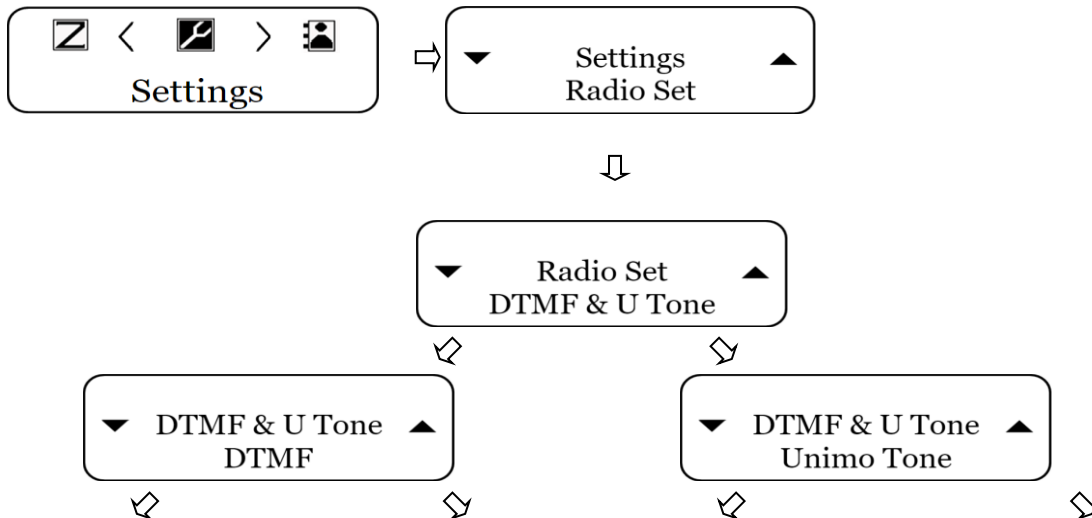 Settings
Settings
Radio Set
Radio Set
DTMF & U Tone
DTMF & U Tone
DTMF
DTMF & U Tone
Unimo Tone